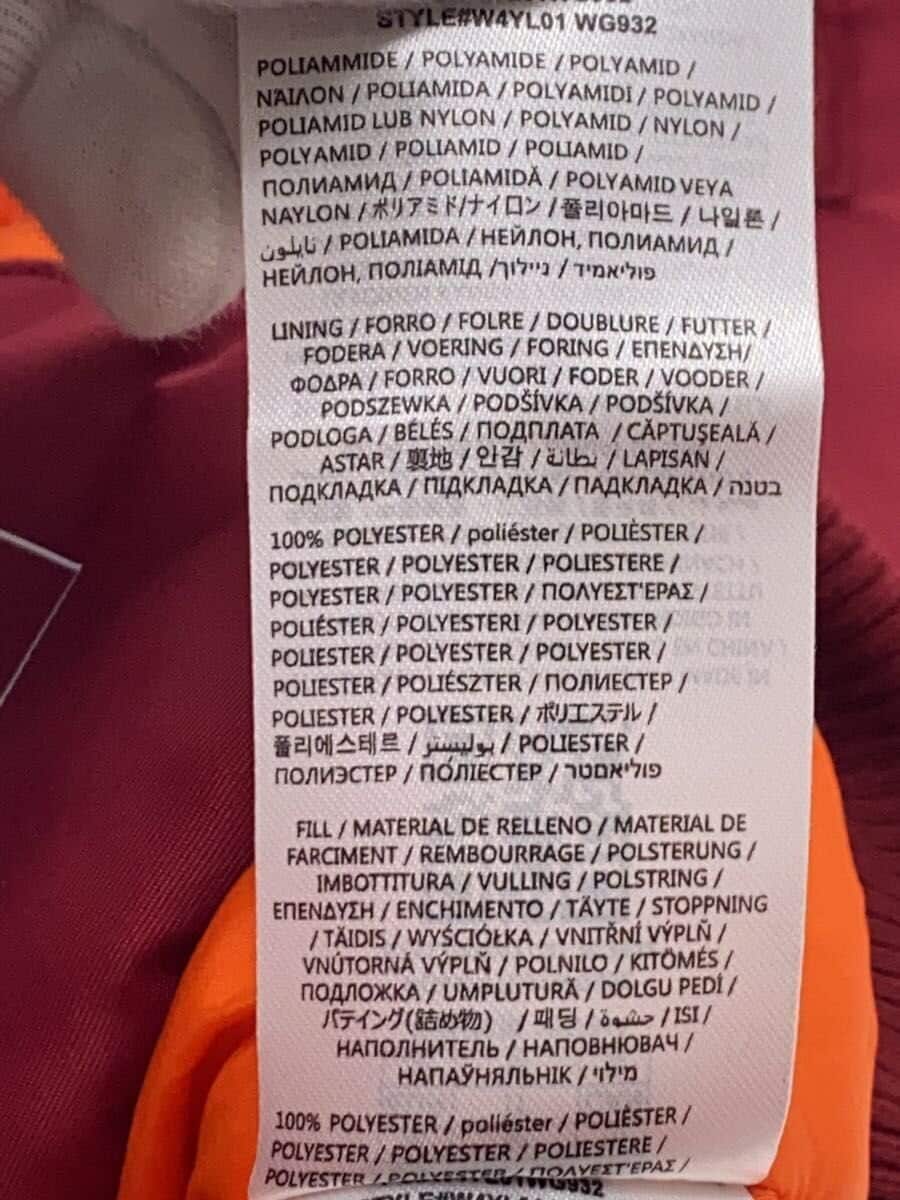 STYLE#W4YL01 WG932
POLIAMMIDE / POLYAMIDE / POLYAMID /
ΝΆΙΛΟΝ / POLIAMIDA / POLYAMIDI / POLYAMID /
POLIAMID LUB NYLON / POLYAMID / NYLON /
POLYAMID / POLIAMID / POLIAMID /
ПОЛИАМИД / POLIAMIDĂ / POLYAMID VEYA
NAYLON / ポリアミド/ナイロン / 폴리아마드 / 나일론 /
نايلون / POLIAMIDA / НЕЙЛОН, ПОЛИАМИД /
НЕЙЛОН, ПОЛІАМІД / ניילוך / פוליאמיד
LINING / FORRO / FOLRE / DOUBLURE / FUTTER /
FODERA / VOERING / FORING / ΕΠΕΝΔΥΣΗ/
ΦΟΔΡΑ / FORRO / VUORI / FODER / VOODER /
PODSZEWKA / PODŠÍVKA / PODŠÍVKA /
PODLOGA / BÉLÉS / ПОДПЛАТА / CĂPTUŞEALĂ /
ASTAR / 裏地 / 안감 / بطانة / LAPISAN /
ПОДКЛАДКА / ПІДКЛАДКА / ПАДКЛАДКА / בטנה
100% POLYESTER / poliéster / POLIÈSTER /
POLYESTER / POLYESTER / POLIESTERE /
POLYESTER / POLYESTER / ΠΟΛΥΕΣΤ'ΕΡΑΣ /
POLIÉSTER / POLYESTERI / POLYESTER /
POLIESTER / POLYESTER / POLYESTER /
POLIESTER / POLIÉSZTER / ПОЛИЕСТЕР /
POLIESTER / POLYESTER / ポリエステル /
폴리에스테르 / بوليستر / POLIESTER /
ПОЛИЭСТЕР / ПОЛІЕСТЕР / פוליאסטר
FILL / MATERIAL DE RELLENO / MATERIAL DE
FARCIMENT / REMBOURRAGE / POLSTERUNG /
IMBOTTITURA / VULLING / POLSTRING /
ΕΠΕΝΔΥΣΗ / ENCHIMENTO / TÄYTE / STOPPNING
/ TÄIDIS / WYŚCIÓŁKA / VNITŘNÍ VÝPLŇ /
VNÚTORNÁ VÝPLŇ / POLNILO / KITÖMÉS /
ПОДЛОЖКА / UMPLUTURĂ / DOLGU PEDİ /
パティング(詰め物) / 패딩 / حشوة / ISI /
НАПОЛНИТЕЛЬ / НАПОВНЮВАЧ /
НАПАЎНЯЛЬНІК / מילוי
100% POLYESTER / poliéster / POLIÈSTER /
POLYESTER / POLYESTER / POLIESTERE /
POLYESTER / POLYESTER / ΠΟΛΥΕΣΤ'ΕΡΑΣ /